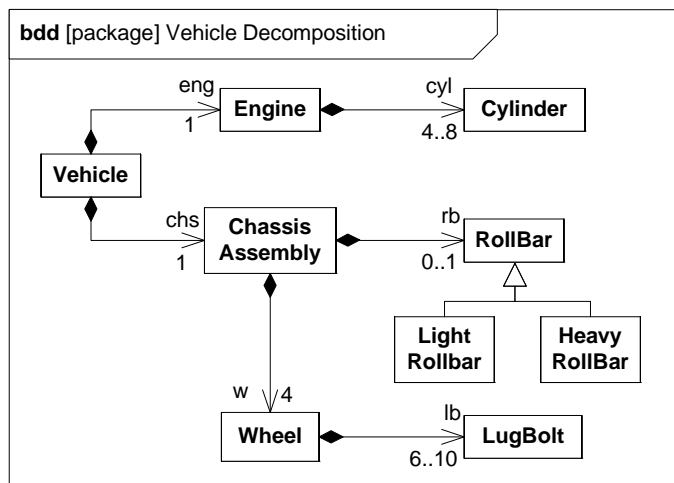 bdd [package] Vehicle Decomposition
eng
1
Engine
cyl
4..8
Cylinder
Vehicle
chs
1
Chassis
Assembly
rb
0..1
RollBar
Light
Rollbar
Heavy
RollBar
w
4
Wheel
lb
6..10
LugBolt